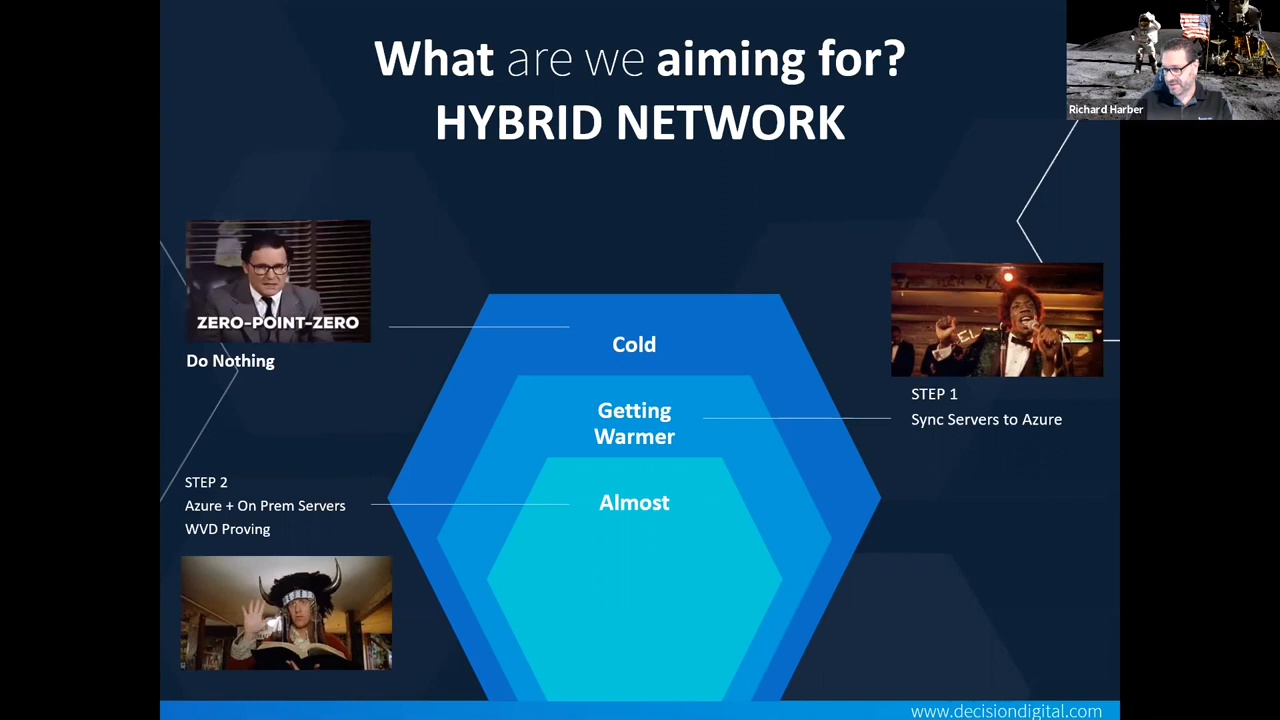 What are we aiming for?
HYBRID NETWORK
Richard Harber
ZERO-POINT-ZERO
Do Nothing
Cold
Getting
Warmer
STEP 1
Sync Servers to Azure
STEP 2
Azure + On Prem Servers
WVD Proving
Almost
www.decisiondigital.com